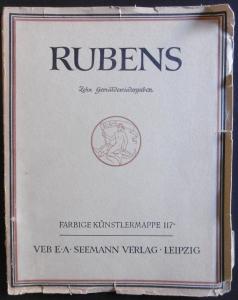 RUBENS
Zehn Gemäldewiedergaben
FARBIGE KÜNSTLERMAPPE 117
VEB E·A·SEEMANN VERLAG·LEIPZIG